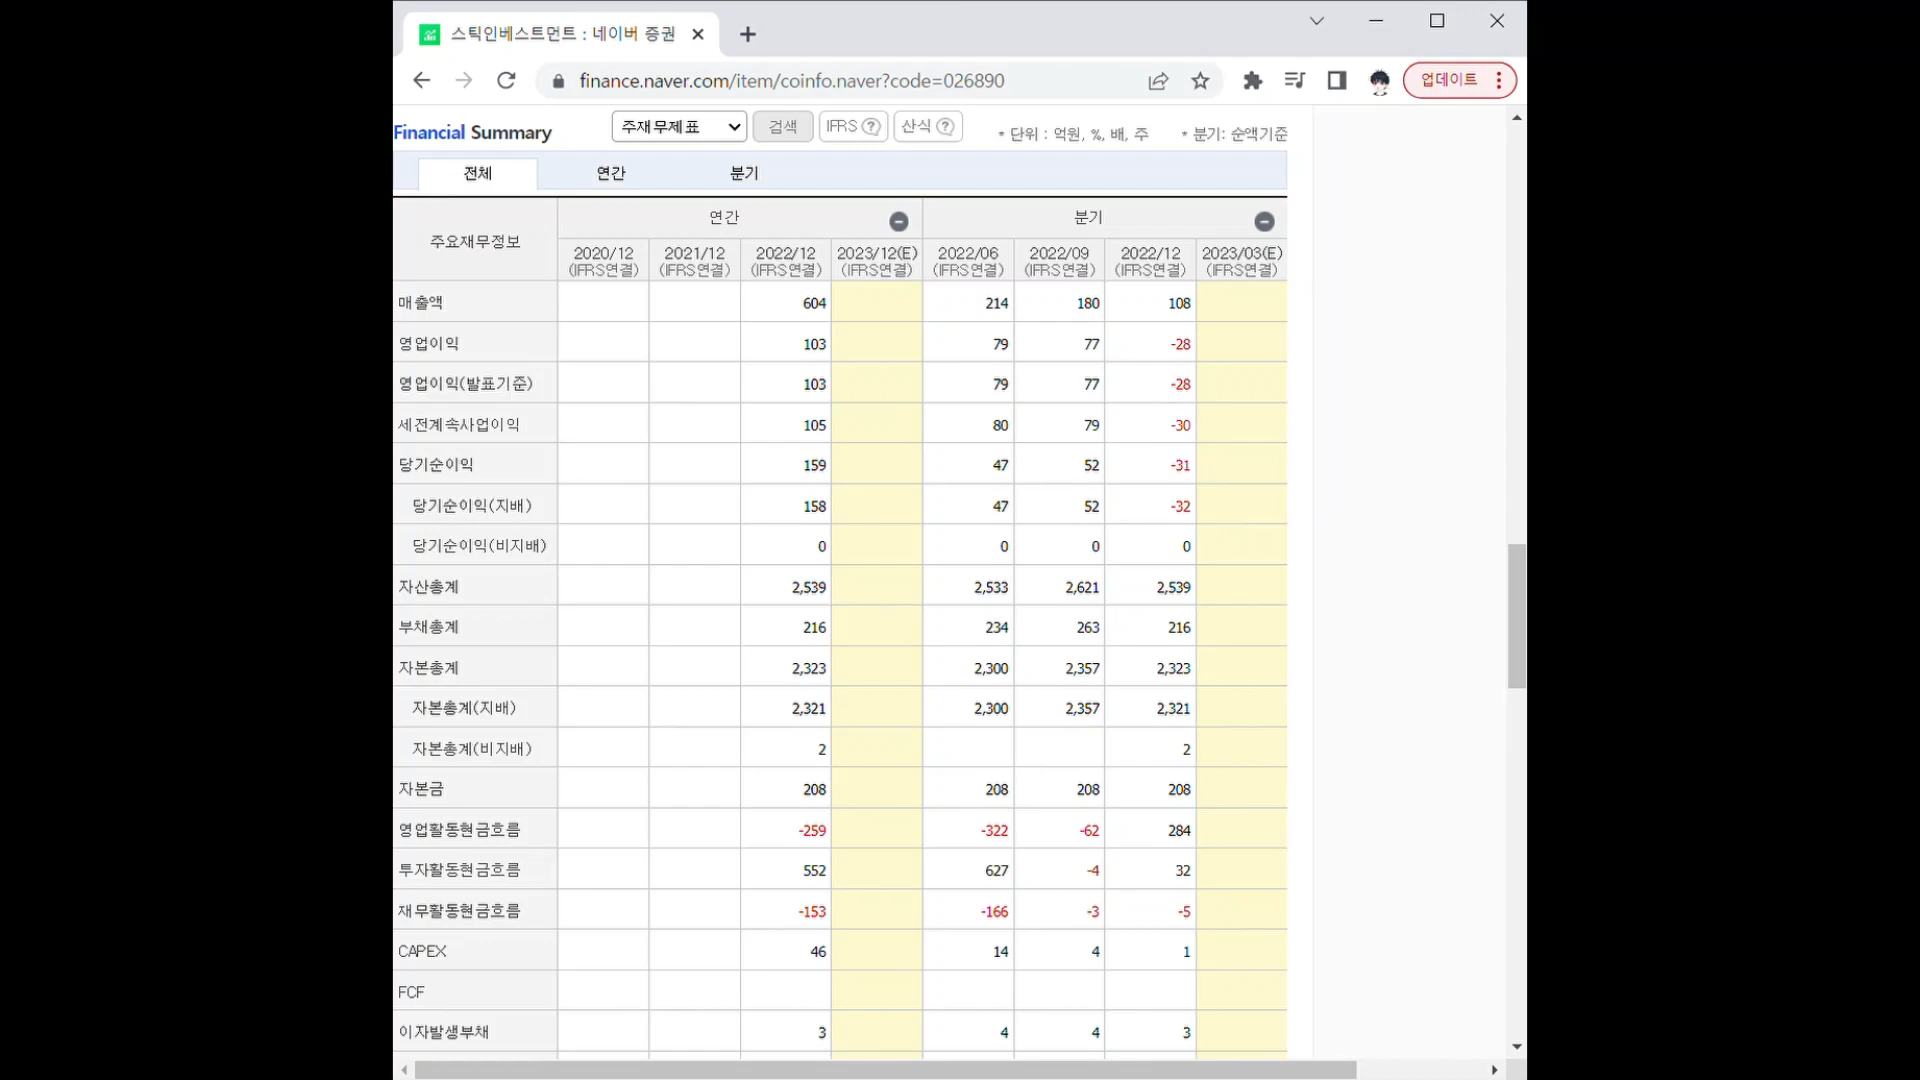 스틱인베스트먼트 : 네이버 증권
finance.naver.com/item/coinfo.naver?code=026890
업데이트
Financial Summary 주재무제표 검색 IFRS ? 산식 ? * 단위 : 억원, %, 배, 주 * 분기: 순액기준
전체 연간 분기
주요재무정보 연간 분기
2020/12 2021/12 2022/12 2023/12(E) 2022/06 2022/09 2022/12 2023/03(E)
(IFRS연결) (IFRS연결) (IFRS연결) (IFRS연결) (IFRS연결) (IFRS연결) (IFRS연결) (IFRS연결)
매출액 604 214 180 108
영업이익 103 79 77 -28
영업이익(발표기준) 103 79 77 -28
세전계속사업이익 105 80 79 -30
당기순이익 159 47 52 -31
당기순이익(지배) 158 47 52 -32
당기순이익(비지배) 0 0 0 0
자산총계 2,539 2,533 2,621 2,539
부채총계 216 234 263 216
자본총계 2,323 2,300 2,357 2,323
자본총계(지배) 2,321 2,300 2,357 2,321
자본총계(비지배) 2 2
자본금 208 208 208 208
영업활동현금흐름 -259 -322 -62 284
투자활동현금흐름 552 627 -4 32
재무활동현금흐름 -153 -166 -3 -5
CAPEX 46 14 4 1
FCF
이자발생부채 3 4 4 3